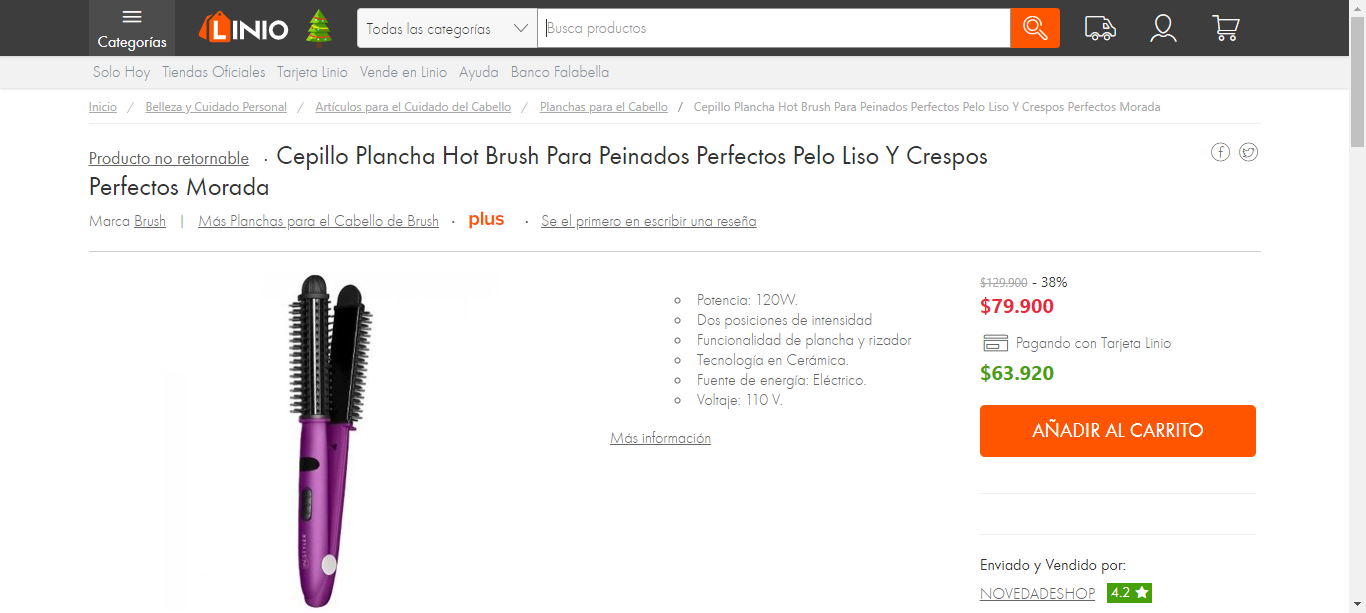 Categorías
LINIO
Todas las categorías
Busca productos
Solo Hoy Tiendas Oficiales Tarjeta Linio Vende en Linio Ayuda Banco Falabella
Inicio / Belleza y Cuidado Personal / Artículos para el Cuidado del Cabello / Planchas para el Cabello / Cepillo Plancha Hot Brush Para Peinados Perfectos Pelo Liso Y Crespos Perfectos Morada
Producto no retornable · Cepillo Plancha Hot Brush Para Peinados Perfectos Pelo Liso Y Crespos
Perfectos Morada
Marca Brush | Más Planchas para el Cabello de Brush · plus · Se el primero en escribir una reseña
Potencia: 120W.
Dos posiciones de intensidad
Funcionalidad de plancha y rizador
Tecnología en Cerámica.
Fuente de energía: Eléctrico.
Voltaje: 110 V.
Más información
$129.900 - 38%
$79.900
Pagando con Tarjeta Linio
$63.920
AÑADIR AL CARRITO
Enviado y Vendido por:
NOVEDADESHOP 4.2